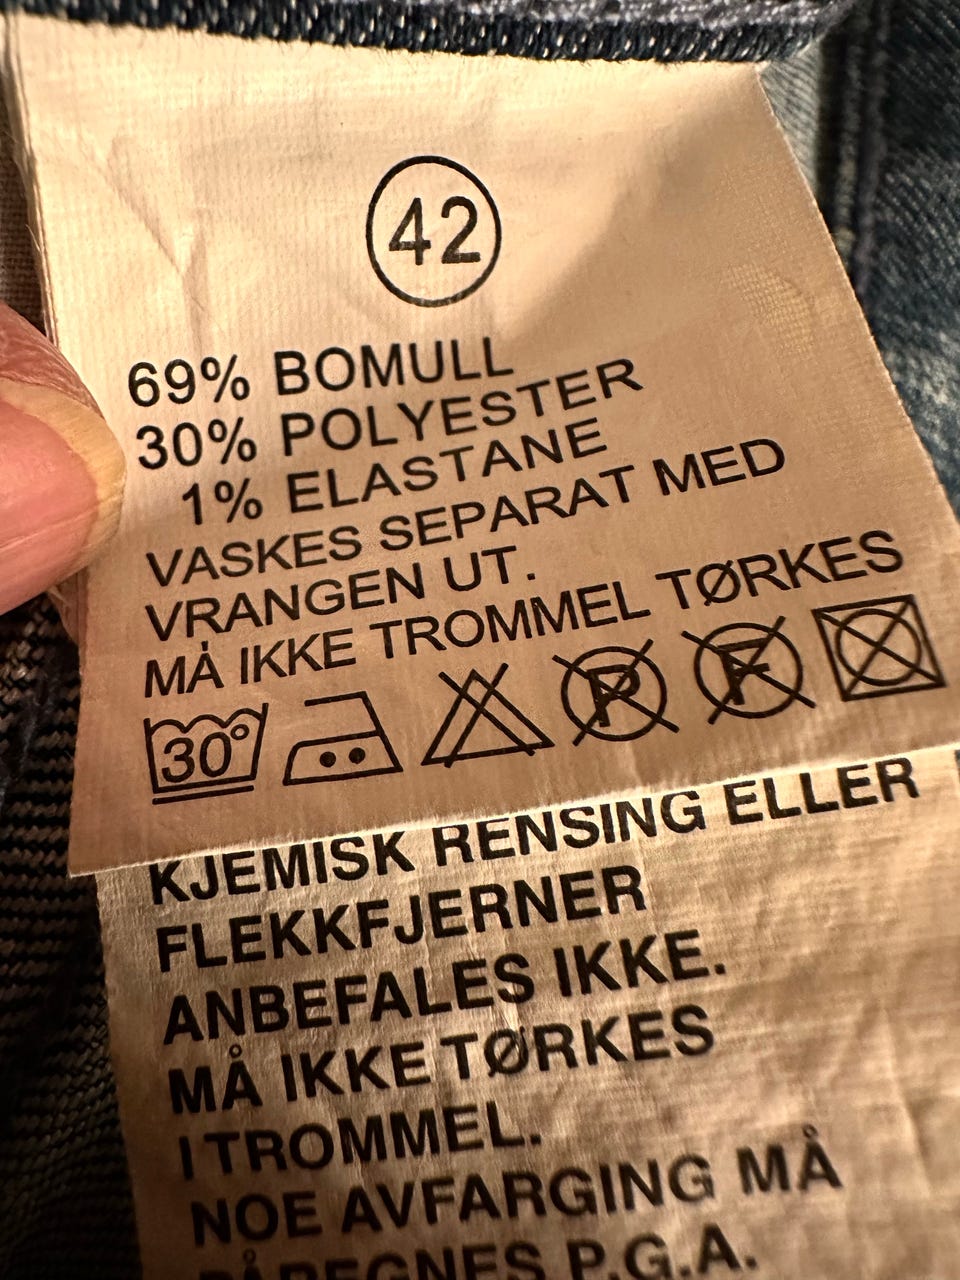 42
69% BOMULL
30% POLYESTER
1% ELASTANE
VASKES SEPARAT MED
VRANGEN UT.
MÅ IKKE TROMMEL TØRKES
30° P F
KJEMISK RENSING ELLER
FLEKKFJERNER
ANBEFALES IKKE.
MÅ IKKE TØRKES
I TROMMEL.
NOE AVFARGING MÅ
PÅREGNES P.G.A.